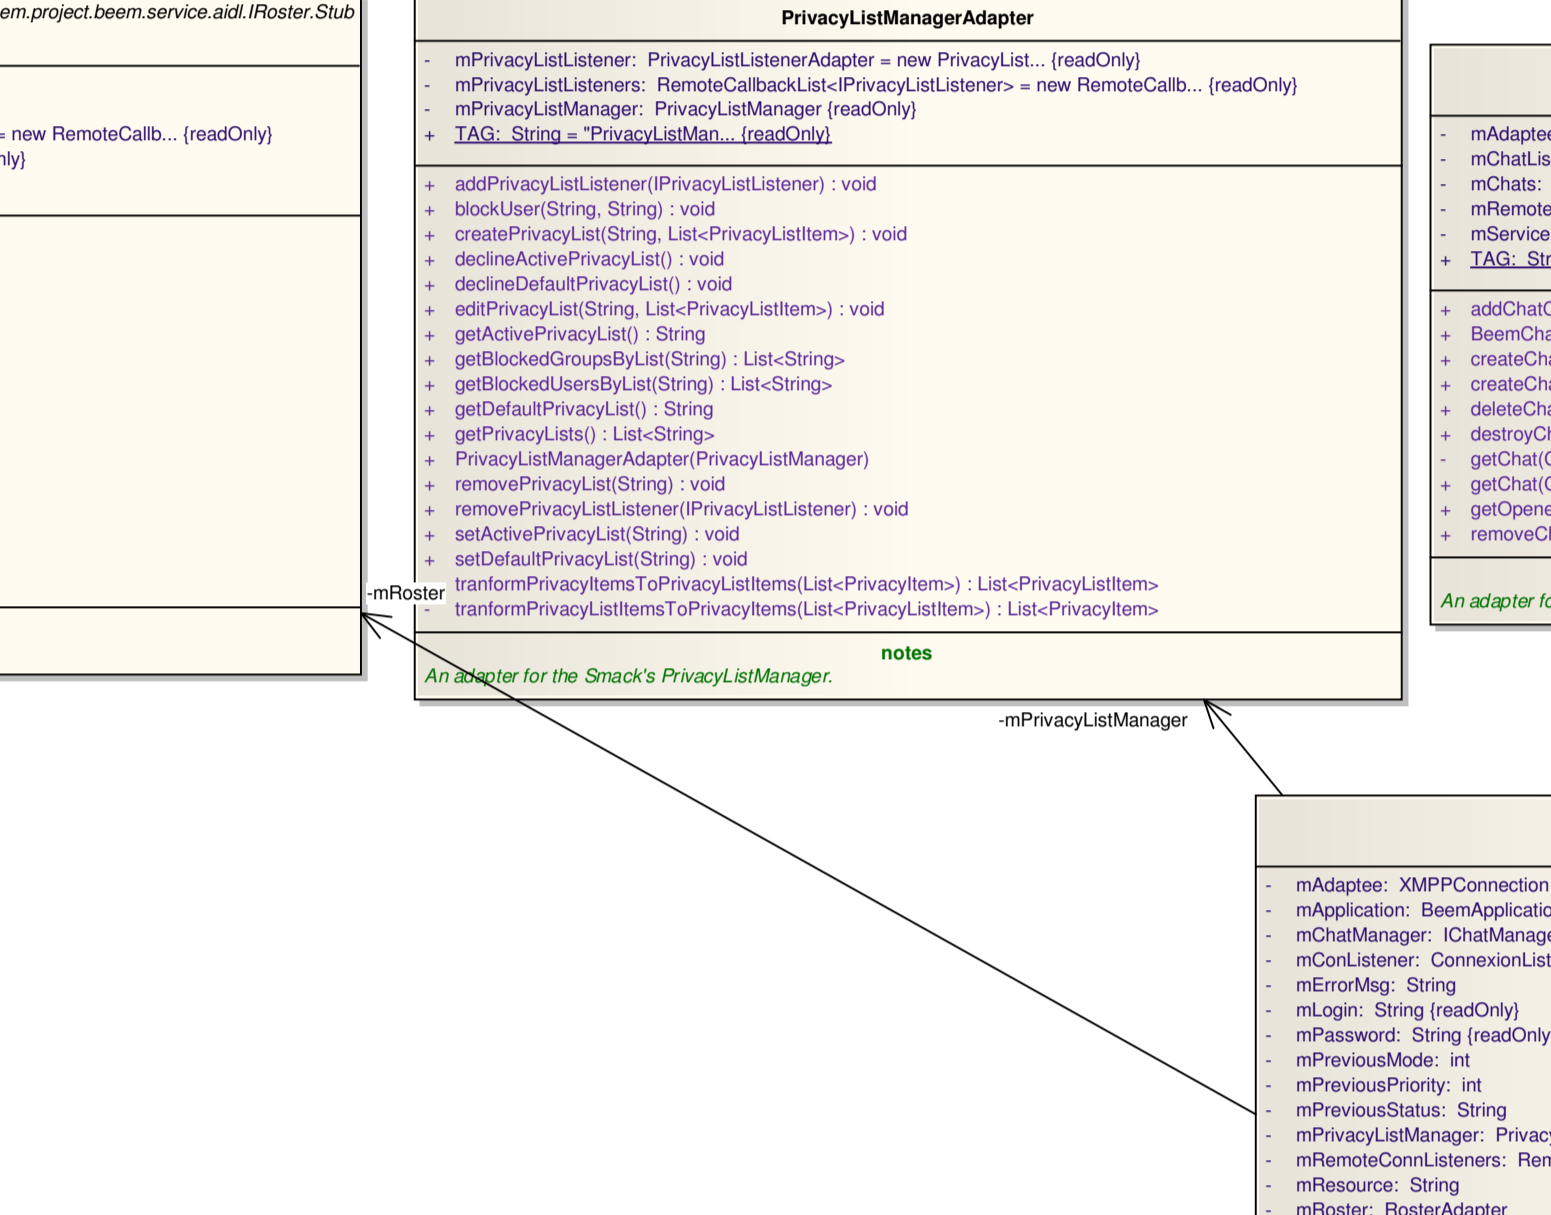 em.project.beem.service.aidl.IRoster.Stub
= new RemoteCallb... {readOnly}
nly}
-mRoster
PrivacyListManagerAdapter
- mPrivacyListListener: PrivacyListListenerAdapter = new PrivacyList... {readOnly}
- mPrivacyListListeners: RemoteCallbackList<IPrivacyListListener> = new RemoteCallb... {readOnly}
- mPrivacyListManager: PrivacyListManager {readOnly}
+ TAG: String = "PrivacyListMan... {readOnly}
+ addPrivacyListListener(IPrivacyListListener) : void
+ blockUser(String, String) : void
+ createPrivacyList(String, List<PrivacyListItem>) : void
+ declineActivePrivacyList() : void
+ declineDefaultPrivacyList() : void
+ editPrivacyList(String, List<PrivacyListItem>) : void
+ getActivePrivacyList() : String
+ getBlockedGroupsByList(String) : List<String>
+ getBlockedUsersByList(String) : List<String>
+ getDefaultPrivacyList() : String
+ getPrivacyLists() : List<String>
+ PrivacyListManagerAdapter(PrivacyListManager)
+ removePrivacyList(String) : void
+ removePrivacyListListener(IPrivacyListListener) : void
+ setActivePrivacyList(String) : void
+ setDefaultPrivacyList(String) : void
tranformPrivacyItemsToPrivacyListItems(List<PrivacyItem>) : List<PrivacyListItem>
- tranformPrivacyListItemsToPrivacyItems(List<PrivacyListItem>) : List<PrivacyItem>
notes
An adapter for the Smack's PrivacyListManager.
-mPrivacyListManager
- mAdaptee
- mChatLis
- mChats:
- mRemote
- mService
+ TAG: Str
+ addChatC
+ BeemCha
+ createCha
+ createCha
+ deleteCha
+ destroyCh
- getChat(C
+ getChat(C
+ getOpene
+ removeCl
An adapter fo
- mAdaptee: XMPPConnection
- mApplication: BeemApplicatio
- mChatManager: IChatManage
- mConListener: ConnexionList
- mErrorMsg: String
- mLogin: String {readOnly}
- mPassword: String {readOnly
- mPreviousMode: int
- mPreviousPriority: int
- mPreviousStatus: String
- mPrivacyListManager: Privacy
- mRemoteConnListeners: Rem
- mResource: String
- mRoster: RosterAdapter